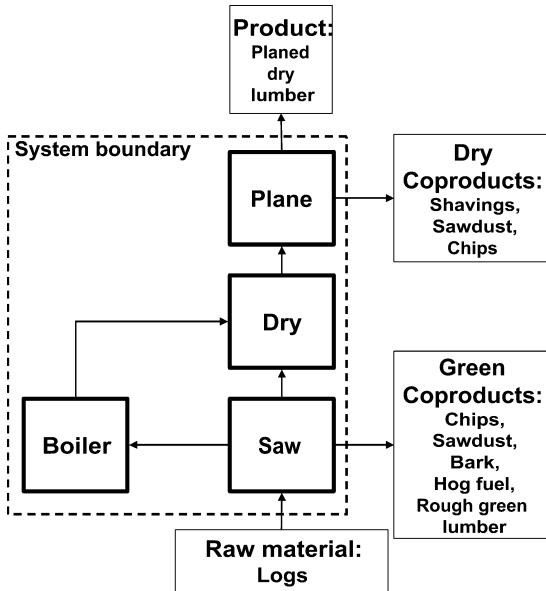 Product:
Planed
dry
lumber
System boundary
Plane
Dry
Coproducts:
Shavings,
Sawdust,
Chips
Dry
Boiler
Saw
Green
Coproducts:
Chips,
Sawdust,
Bark,
Hog fuel,
Rough green
lumber
Raw material:
Logs